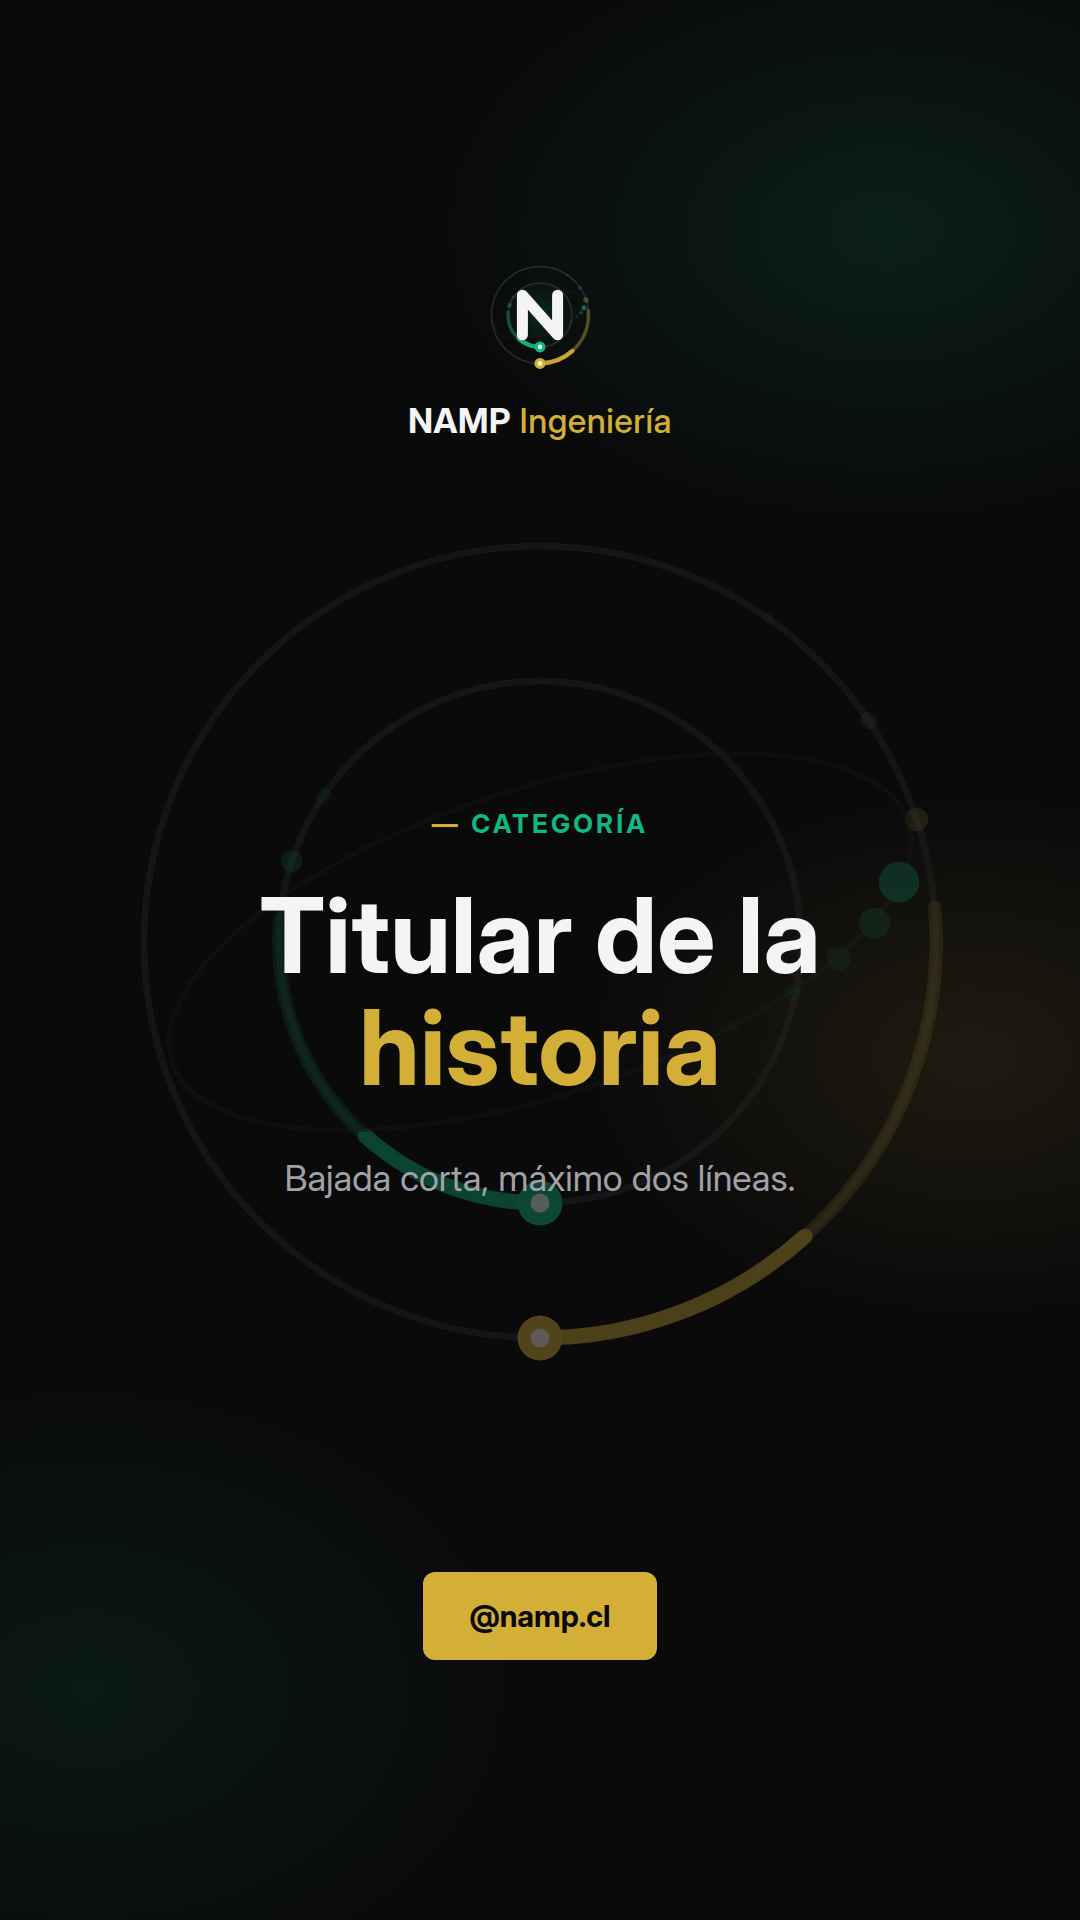 N
NAMP Ingeniería
— CATEGORÍA
Titular de la
historia
Bajada corta, máximo dos líneas.
@namp.cl